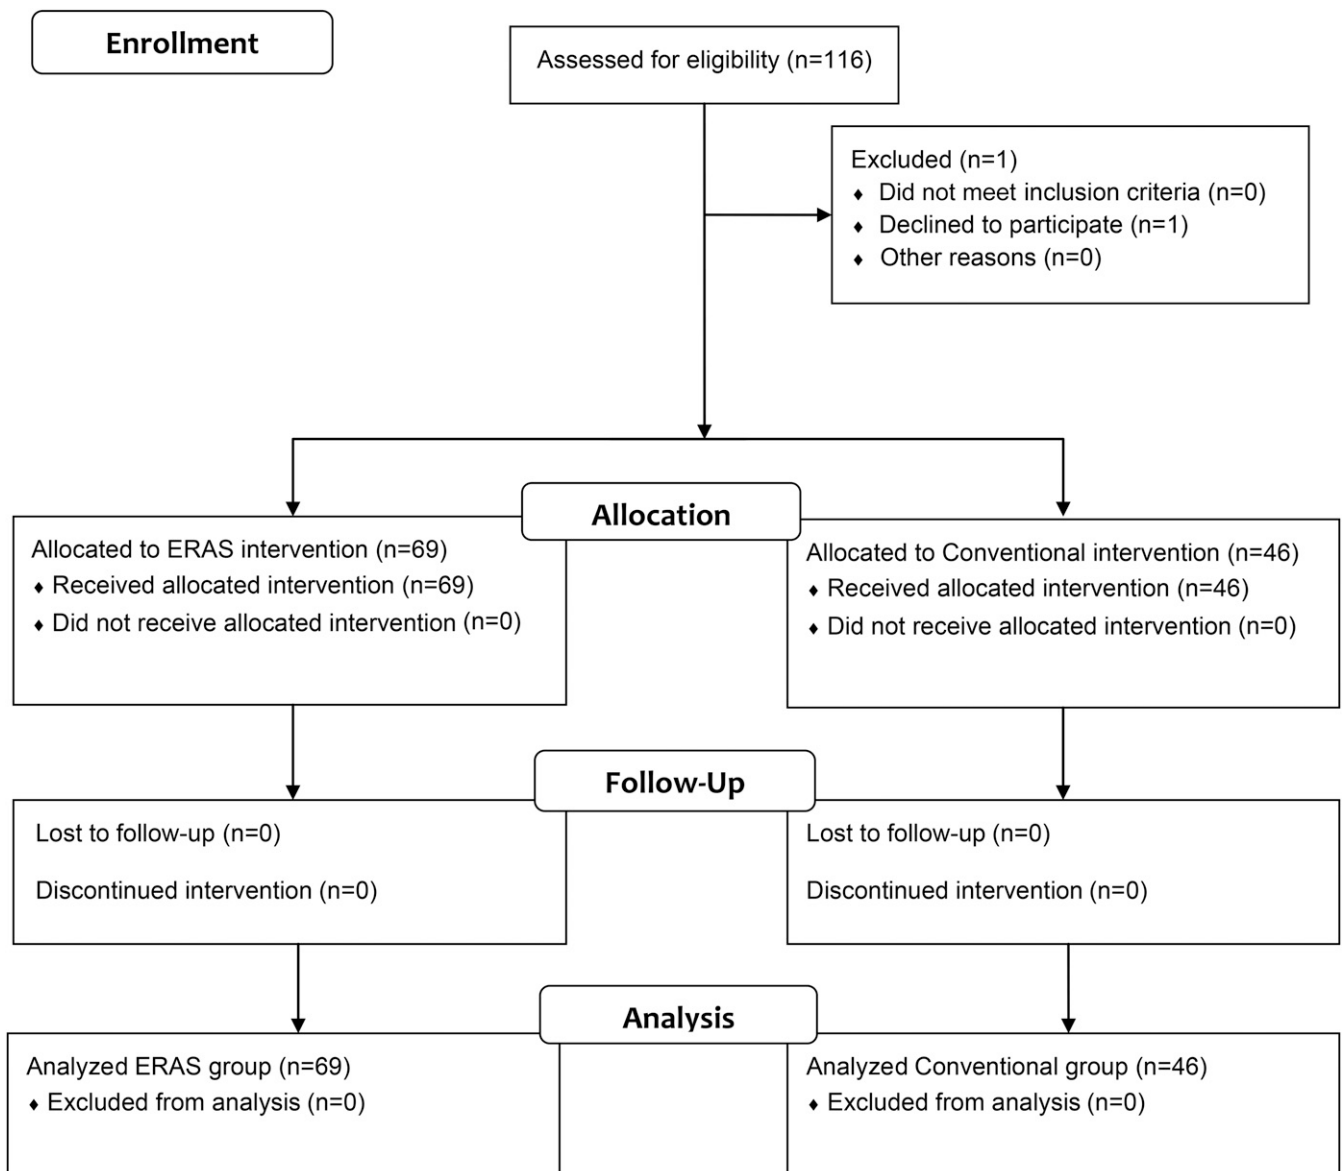 Enrollment
Assessed for eligibility (n=116)
Excluded (n=1)
♦ Did not meet inclusion criteria (n=0)
♦ Declined to participate (n=1)
♦ Other reasons (n=0)
Allocation
Allocated to ERAS intervention (n=69)
♦ Received allocated intervention (n=69)
♦ Did not receive allocated intervention (n=0)
Allocated to Conventional intervention (n=46)
♦ Received allocated intervention (n=46)
♦ Did not receive allocated intervention (n=0)
Follow-Up
Lost to follow-up (n=0)
Discontinued intervention (n=0)
Lost to follow-up (n=0)
Discontinued intervention (n=0)
Analysis
Analyzed ERAS group (n=69)
♦ Excluded from analysis (n=0)
Analyzed Conventional group (n=46)
♦ Excluded from analysis (n=0)